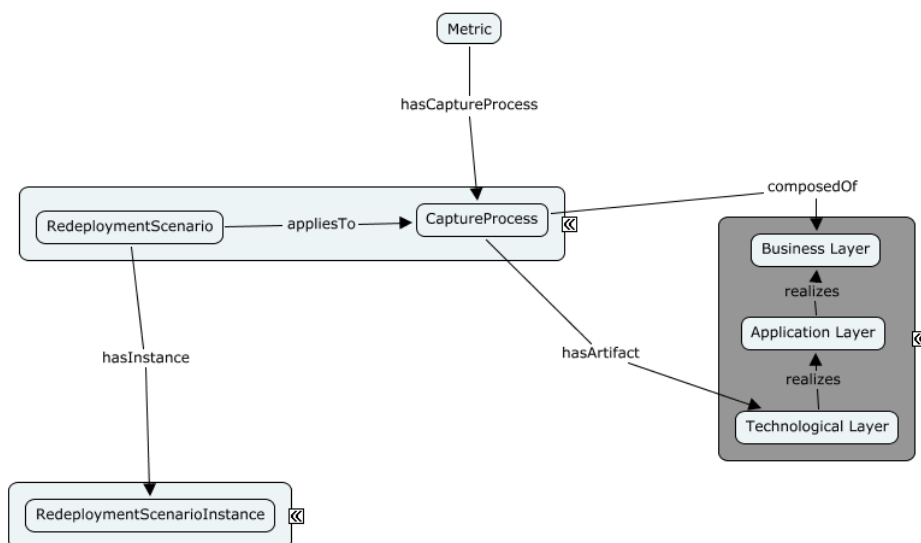 Metric
hasCaptureProcess
composedOf
RedeploymentScenario
appliesTo
CaptureProcess
Business Layer
realizes
Application Layer
hasInstance
hasArtifact
realizes
Technological Layer
RedeploymentScenarioInstance